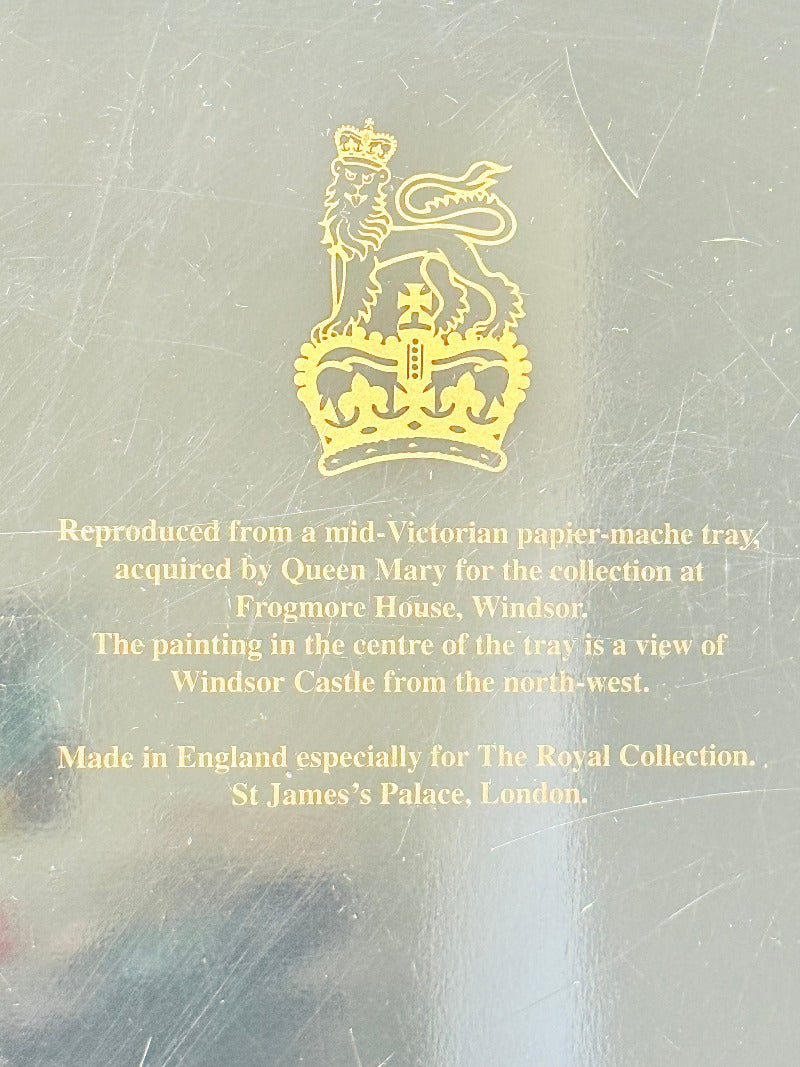 Reproduced from a mid-Victorian papier-mache tray,
acquired by Queen Mary for the collection at
Frogmore House, Windsor.
The painting in the centre of the tray is a view of
Windsor Castle from the north-west.
Made in England especially for The Royal Collection.
St James's Palace, London.